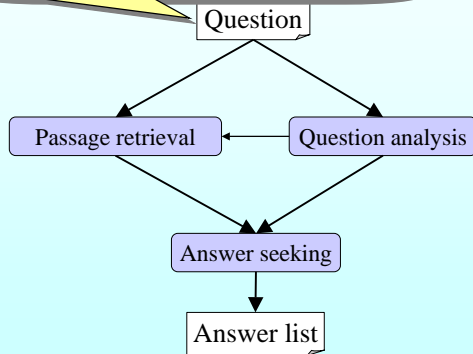 Question
Passage retrieval
Question analysis
Answer seeking
Answer list